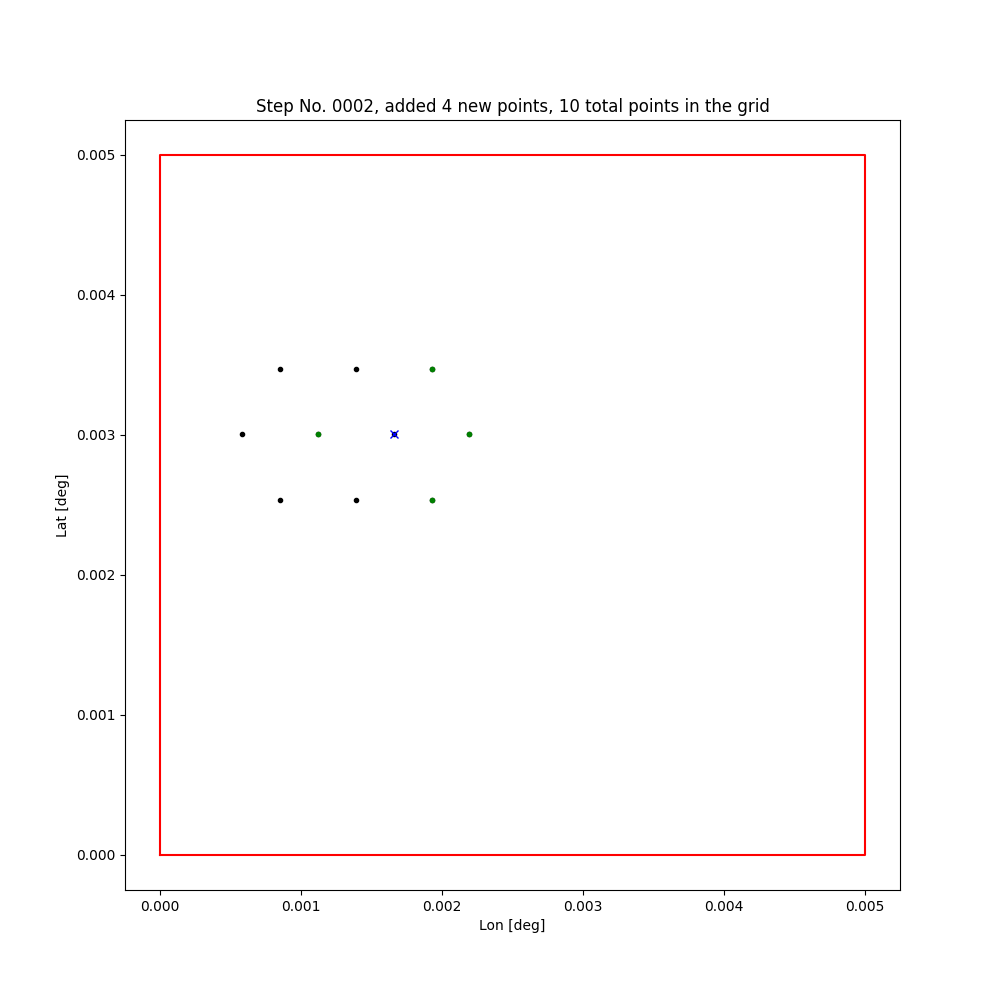 Step No. 0002, added 4 new points, 10 total points in the grid
0.005
0.004
0.003
0.002
0.001
0.000
Lat [deg]
0.000 0.001 0.002 0.003 0.004 0.005
Lon [deg]